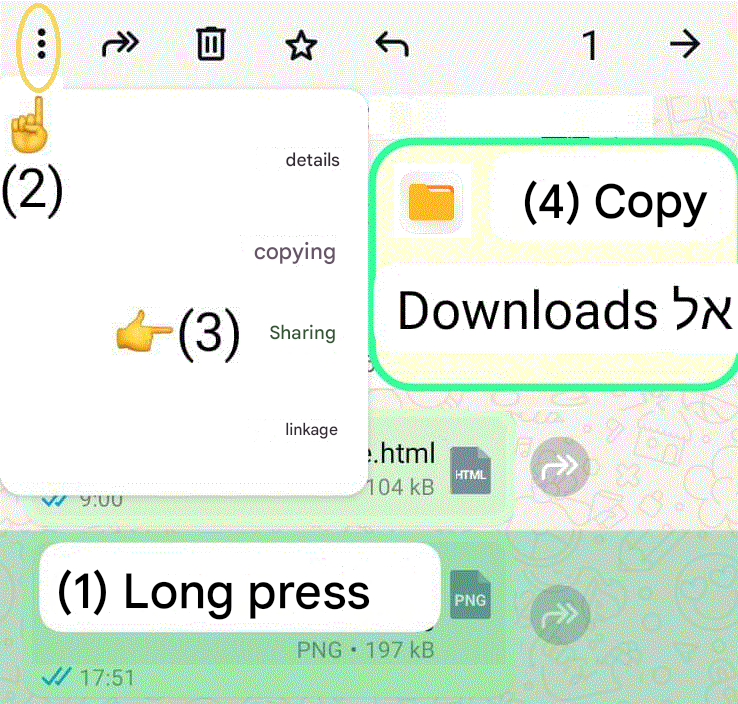 1
(2)
details
copying
(3) Sharing
linkage
(4) Copy
Downloads אל
e.html
HTML
104 kB
9:00
(1) Long press
PNG
PNG • 197 kB
17:51